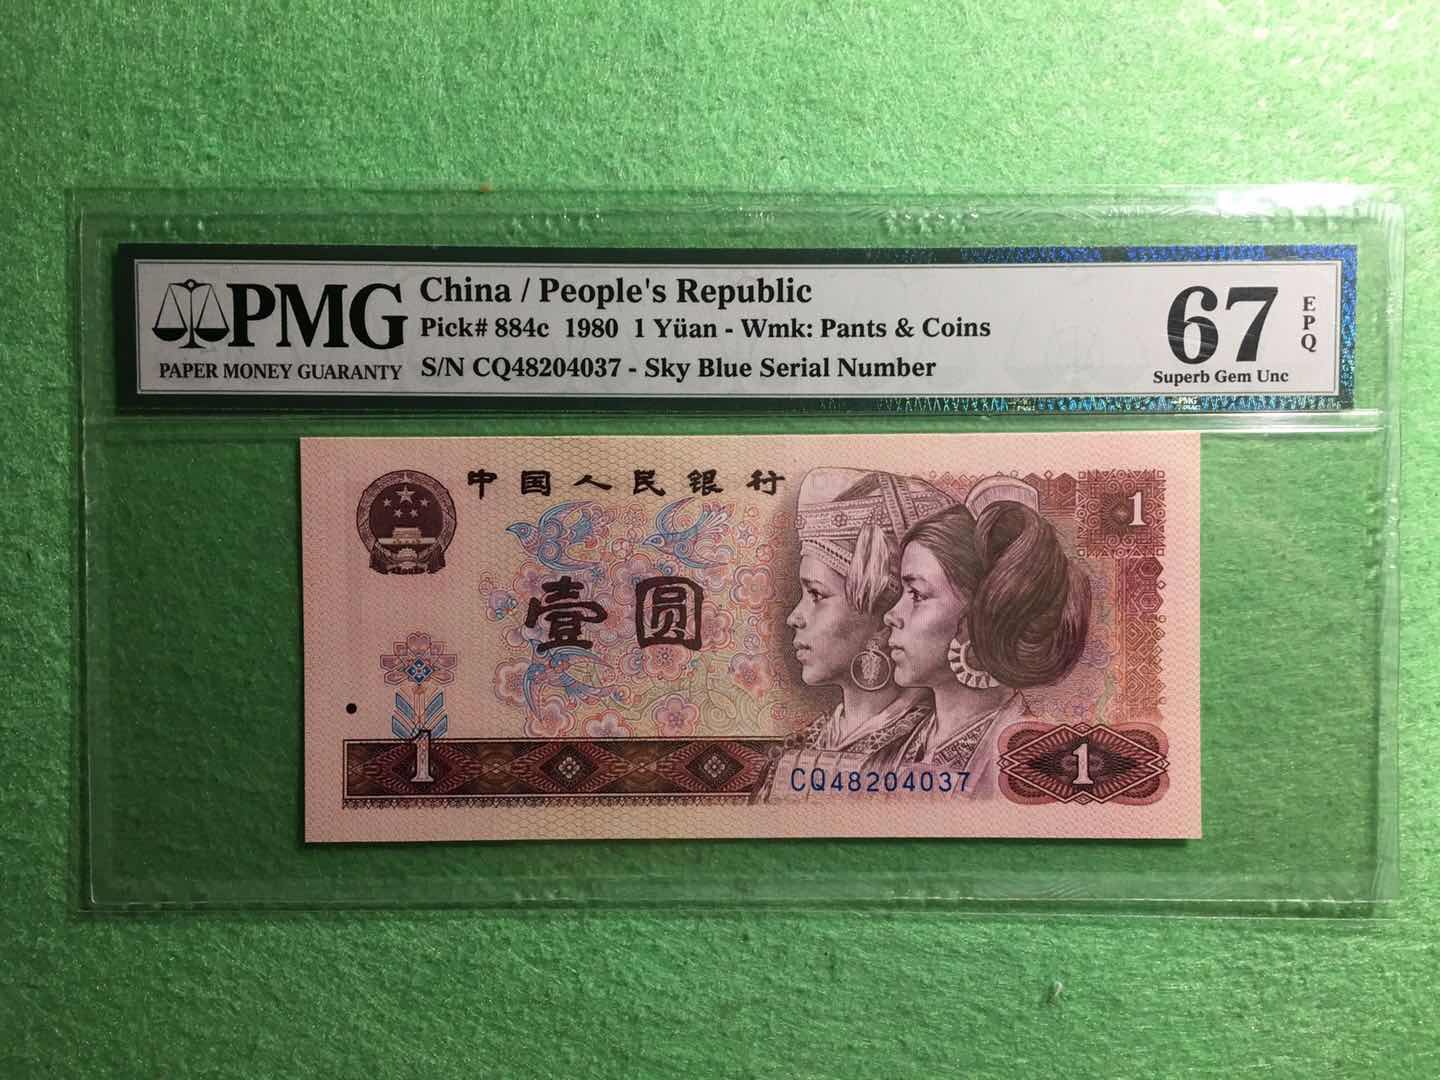 PMG
PAPER MONEY GUARANTY
China / People's Republic
Pick# 884c 1980 1 Yüan - Wmk: Pants & Coins
S/N CQ48204037 - Sky Blue Serial Number
67
EPQ
Superb Gem Unc
中国人民银行
1
壹圆
1
CQ48204037
1